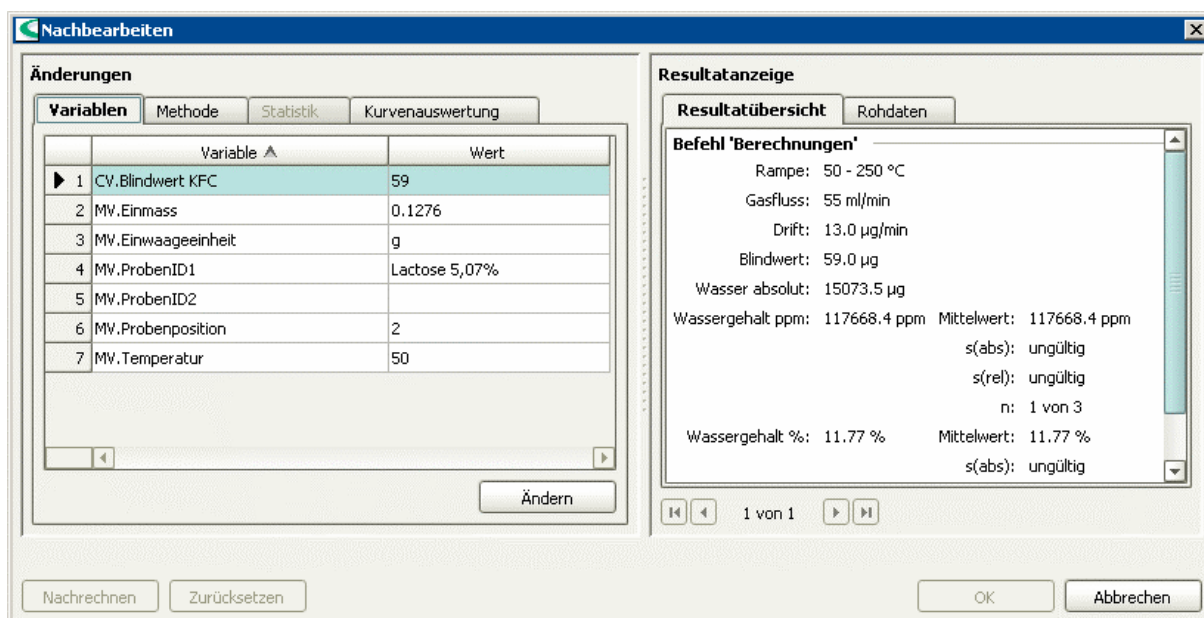 Nachbearbeiten
Änderungen
Variablen Methode Statistik Kurvenauswertung
Variable Wert
1 CV.Blindwert KFC 59
2 MV.Einmass 0.1276
3 MV.Einwaageeinheit g
4 MV.ProbenID1 Lactose 5,07%
5 MV.ProbenID2
6 MV.Probenposition 2
7 MV.Temperatur 50
Ändern
Resultatanzeige
Resultatübersicht Rohdaten
Befehl 'Berechnungen'
Rampe: 50 - 250 °C
Gasfluss: 55 ml/min
Drift: 13.0 µg/min
Blindwert: 59.0 µg
Wasser absolut: 15073.5 µg
Wassergehalt ppm: 117668.4 ppm Mittelwert: 117668.4 ppm
s(abs): ungültig
s(rel): ungültig
n: 1 von 3
Wassergehalt %: 11.77 % Mittelwert: 11.77 %
s(abs): ungültig
1 von 1
Nachrechnen Zurücksetzen OK Abbrechen